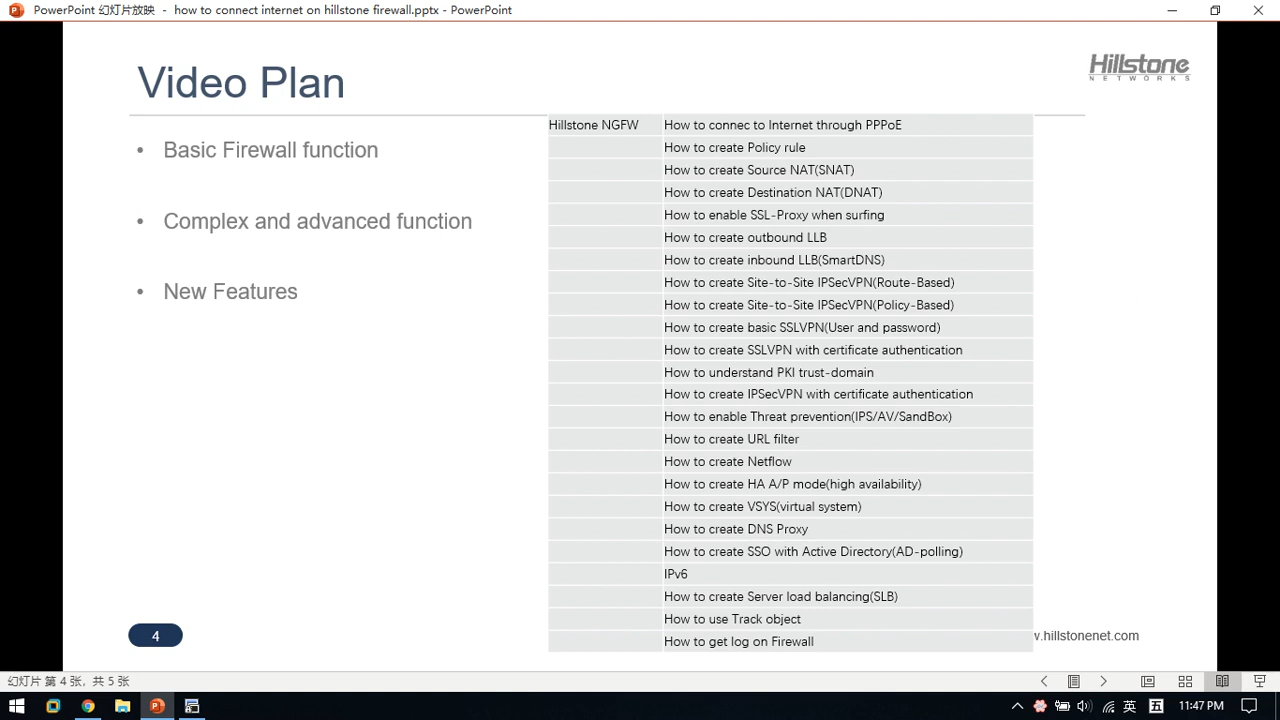 PowerPoint 幻灯片放映 - how to connect internet on hillstone firewall.pptx - PowerPoint
Hillstone
NETWORKS
Video Plan
• Basic Firewall function
• Complex and advanced function
• New Features
Hillstone NGFW How to connec to Internet through PPPoE
How to create Policy rule
How to create Source NAT(SNAT)
How to create Destination NAT(DNAT)
How to enable SSL-Proxy when surfing
How to create outbound LLB
How to create inbound LLB(SmartDNS)
How to create Site-to-Site IPSecVPN(Route-Based)
How to create Site-to-Site IPSecVPN(Policy-Based)
How to create basic SSLVPN(User and password)
How to create SSLVPN with certificate authentication
How to understand PKI trust-domain
How to create IPSecVPN with certificate authentication
How to enable Threat prevention(IPS/AV/SandBox)
How to create URL filter
How to create Netflow
How to create HA A/P mode(high availability)
How to create VSYS(virtual system)
How to create DNS Proxy
How to create SSO with Active Directory(AD-polling)
IPv6
How to create Server load balancing(SLB)
How to use Track object
How to get log on Firewall
4
w.hillstonenet.com
幻灯片 第 4 张，共 5 张
英 五 11:47 PM